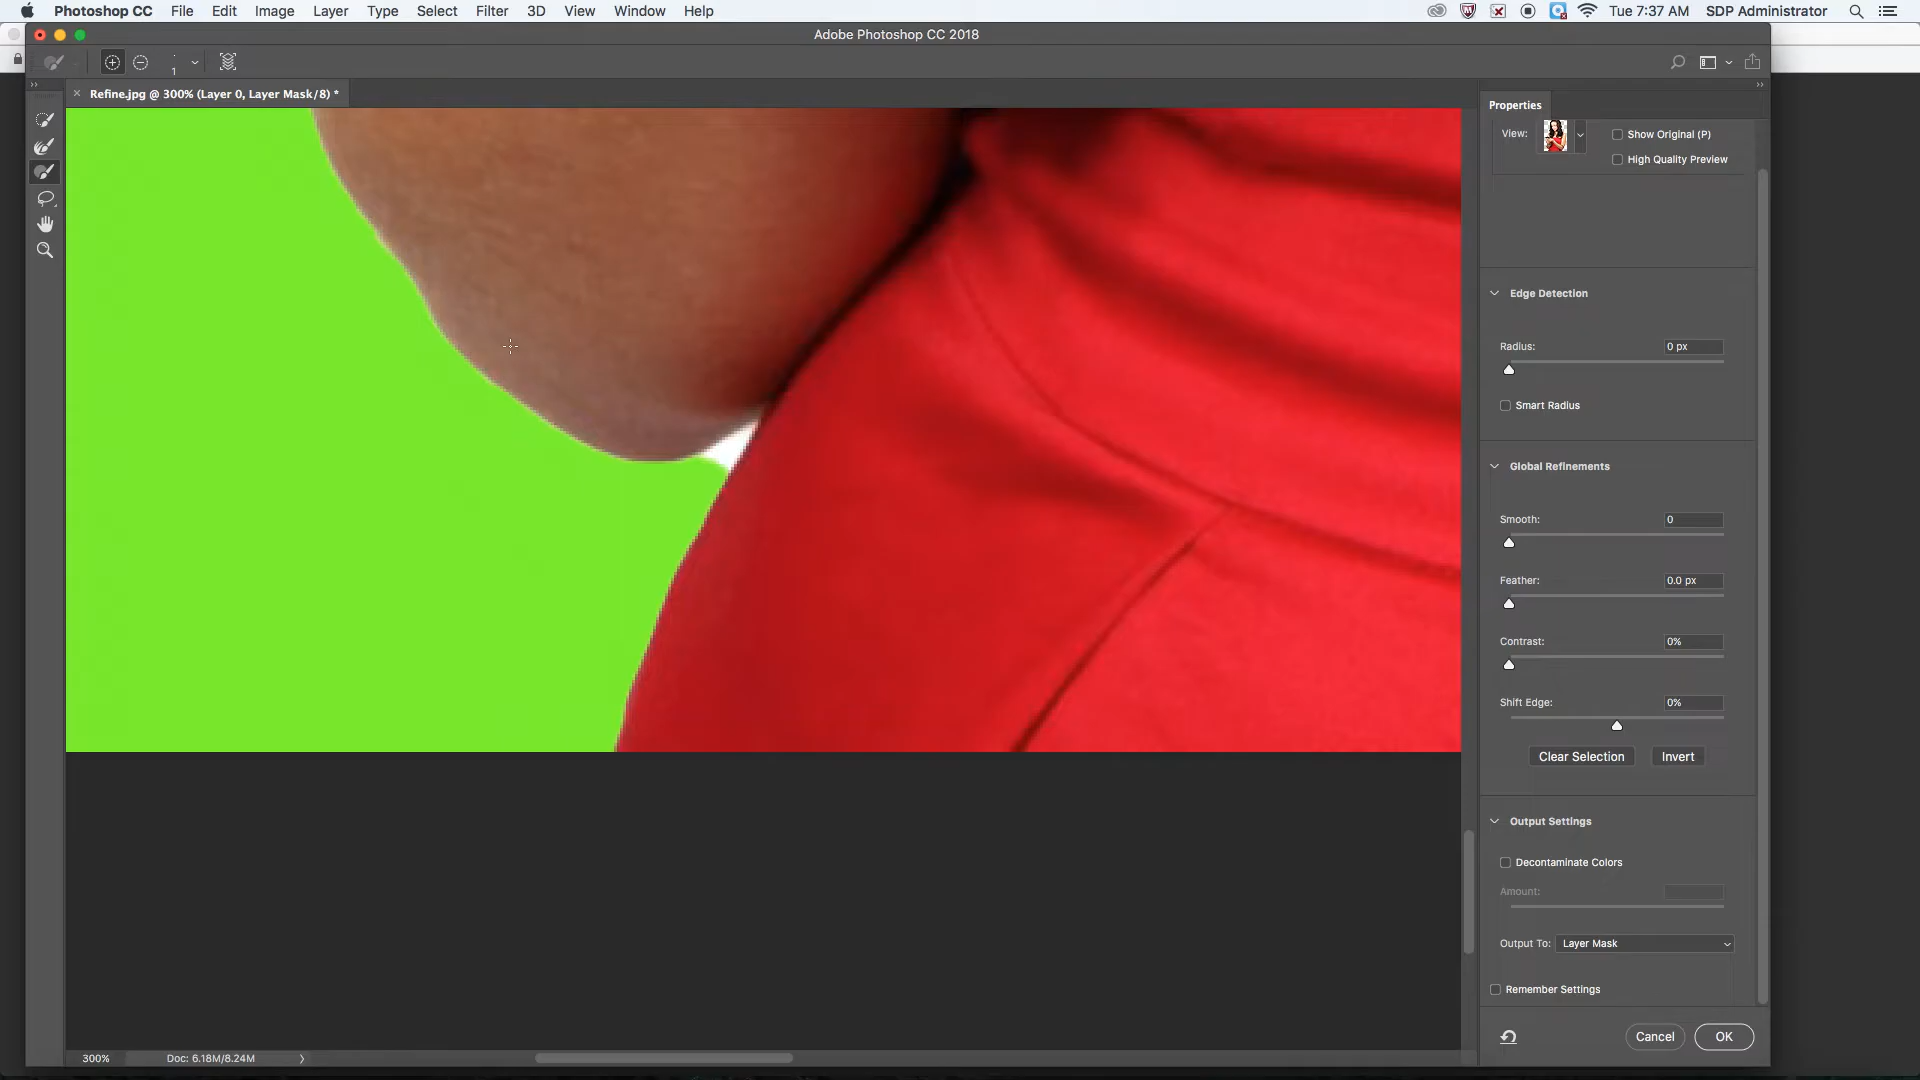 Photoshop CC File Edit Image Layer Type Select Filter 3D View Window Help Tue 7:37 AM SDP Administrator
Adobe Photoshop CC 2018
1
Refine.jpg @ 300% (Layer 0, Layer Mask/8) *
Properties
View: Show Original (P)
High Quality Preview
Edge Detection
Radius: 0 px
Smart Radius
Global Refinements
Smooth: 0
Feather: 0.0 px
Contrast: 0%
Shift Edge: 0%
Clear Selection Invert
Output Settings
Decontaminate Colors
Amount:
Output To: Layer Mask
Remember Settings
Cancel OK
300% Doc: 6.18M/8.24M